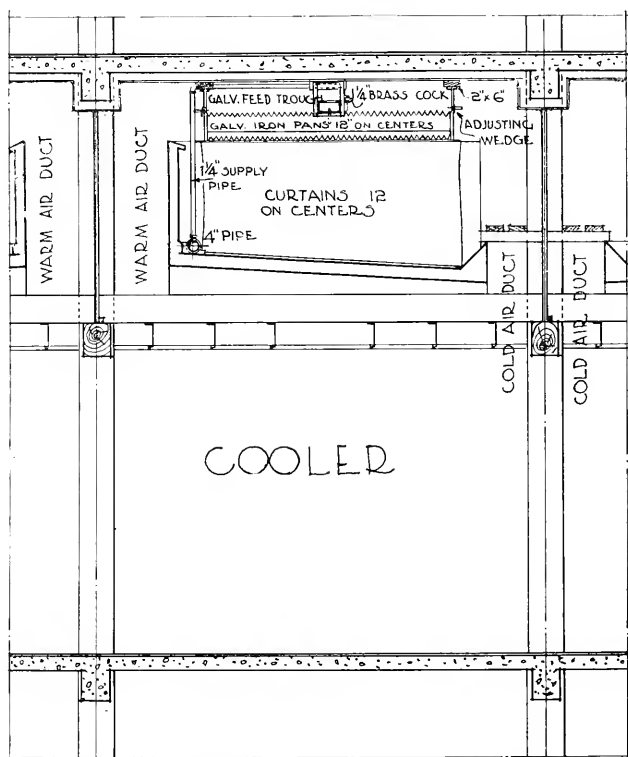 GALV. FEED TROUG
1/4" BRASS COCK
2"x6"
GALV. IRON PANS 12" ON CENTERS
ADJUSTING
WEDGE
WARM AIR DUCT
WARM AIR DUCT
1 1/4" SUPPLY
PIPE
CURTAINS 12
ON CENTERS
4" PIPE
COLD AIR DUCT
COLD AIR DUCT
COOLER